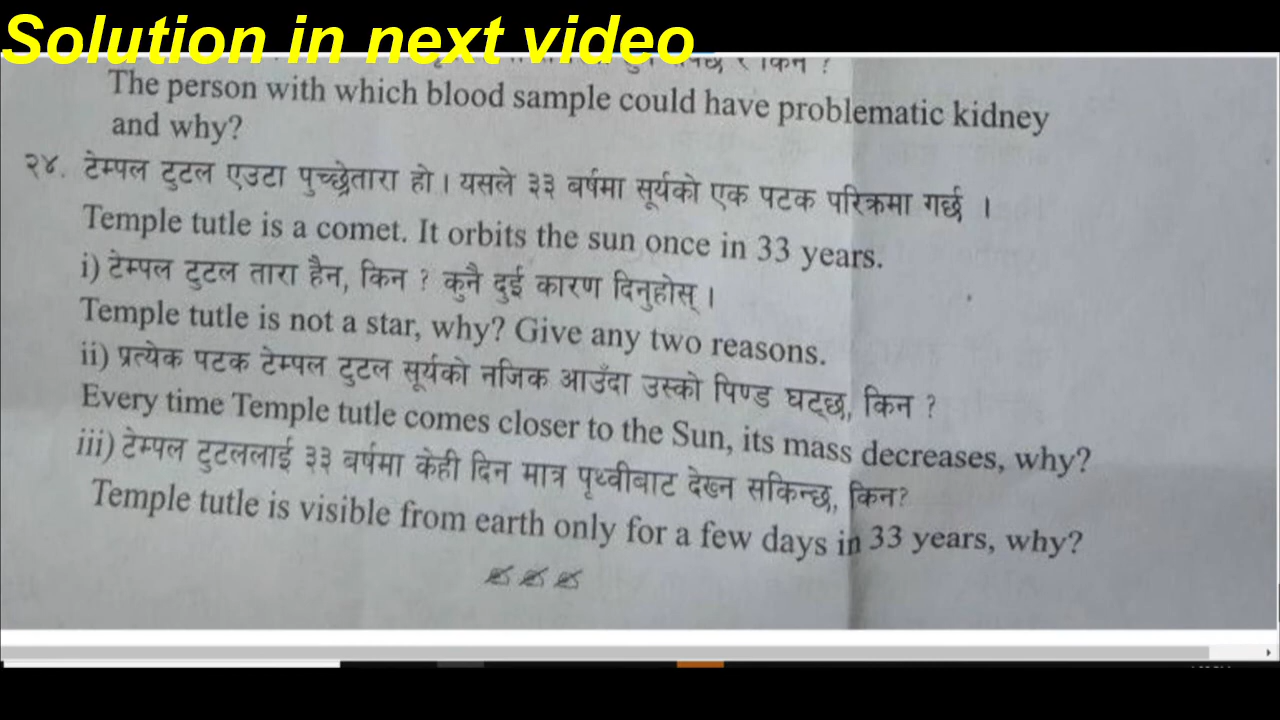 Solution in next video
The person with which blood sample could have problematic kidney
and why?
२४. टेम्पल टुटल एउटा पुच्छ्रेतारा हो । यसले ३३ वर्षमा सूर्यको एक पटक परिक्रमा गर्छ ।
Temple tutle is a comet. It orbits the sun once in 33 years.
i) टेम्पल टुटल तारा हैन, किन ? कुनै दुई कारण दिनुहोस् ।
Temple tutle is not a star, why? Give any two reasons.
ii) प्रत्येक पटक टेम्पल टुटल सूर्यको नजिक आउँदा उस्को पिण्ड घट्छ, किन ?
Every time Temple tutle comes closer to the Sun, its mass decreases, why?
iii) टेम्पल टुटललाई ३३ वर्षमा केही दिन मात्र पृथ्वीबाट देख्न सकिन्छ, किन?
Temple tutle is visible from earth only for a few days in 33 years, why?